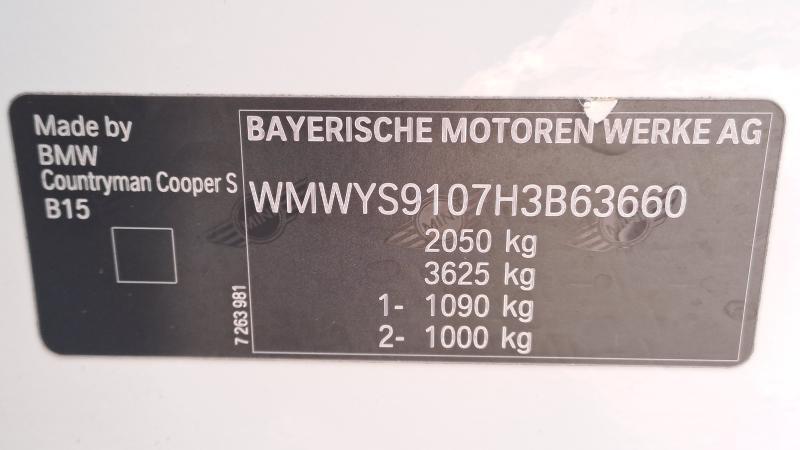 Made by
BMW
Countryman Cooper S
B15
7 263 981
BAYERISCHE MOTOREN WERKE AG
WMWYS9107H3B63660
2050 kg
3625 kg
1- 1090 kg
2- 1000 kg